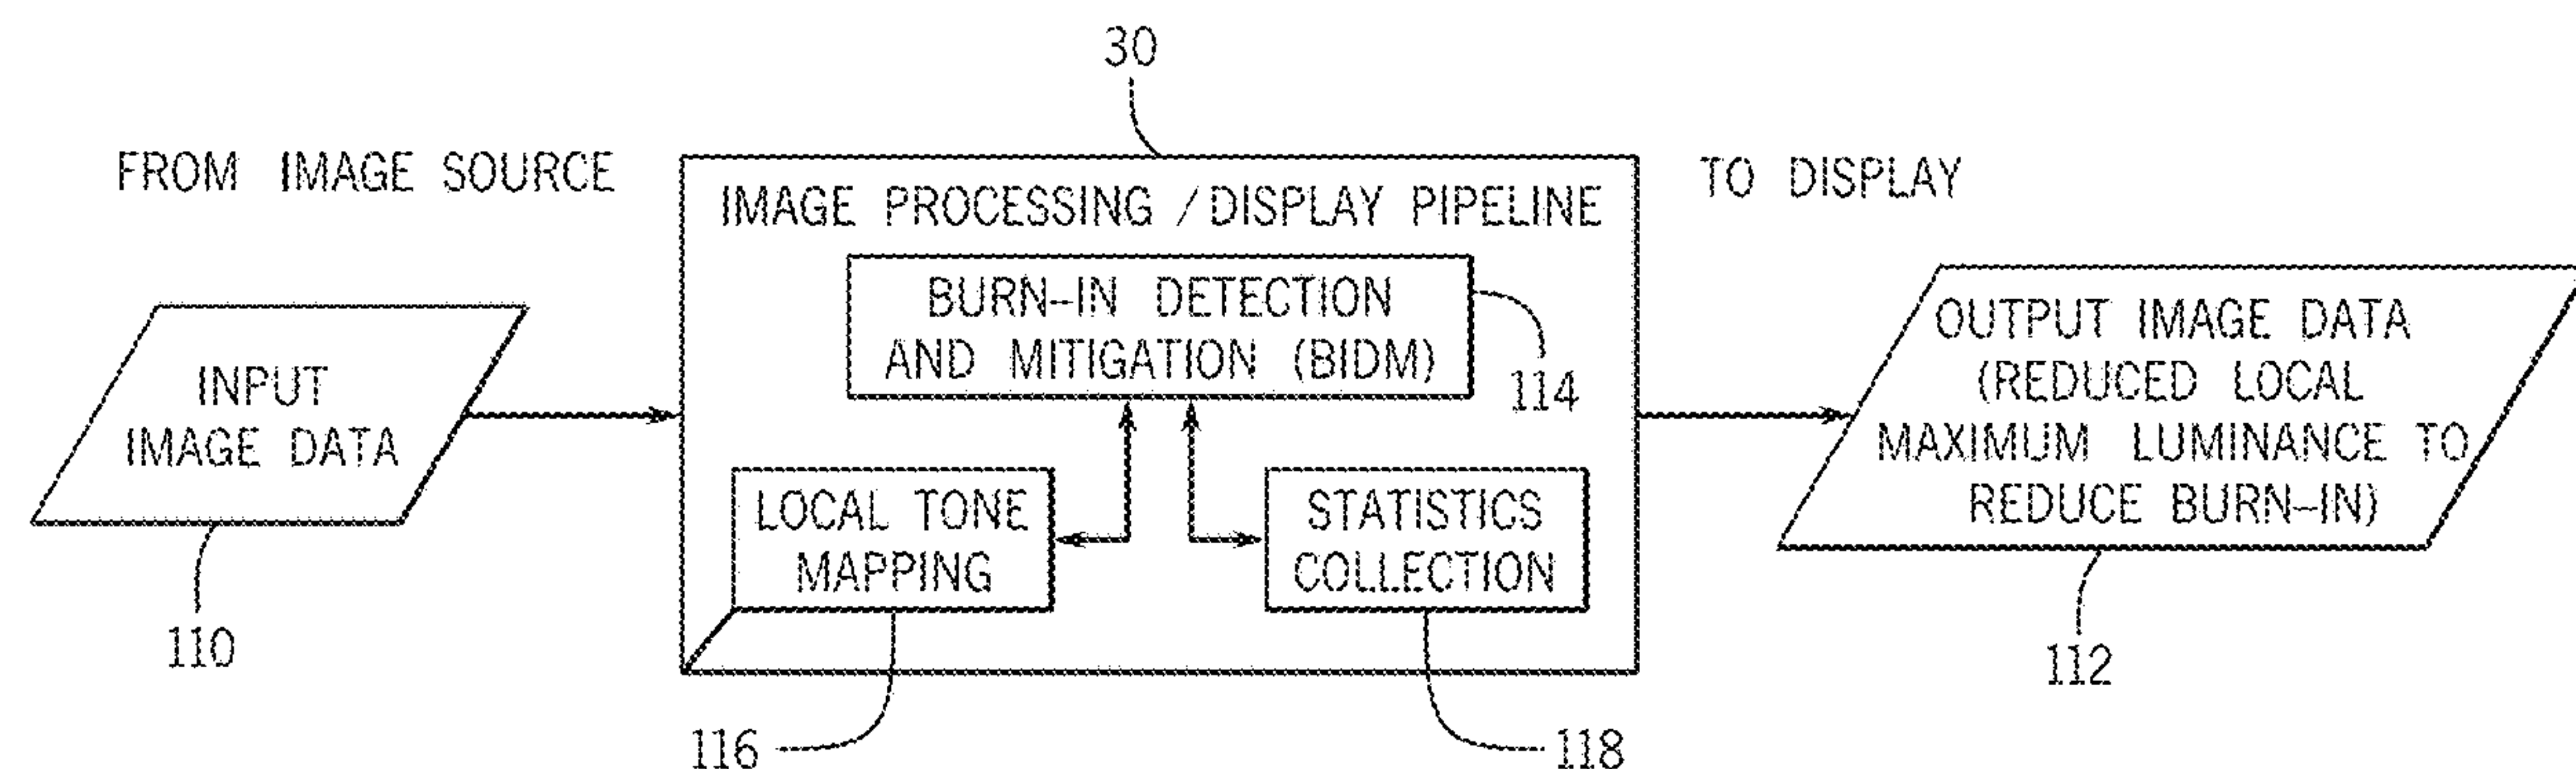 30
FROM IMAGE SOURCE
TO DISPLAY
IMAGE PROCESSING / DISPLAY PIPELINE
BURN-IN DETECTION
AND MITIGATION (BIDM)
114
INPUT
IMAGE DATA
110
LOCAL TONE
MAPPING
116
STATISTICS
COLLECTION
118
OUTPUT IMAGE DATA
(REDUCED LOCAL
MAXIMUM LUMINANCE TO
REDUCE BURN-IN)
112